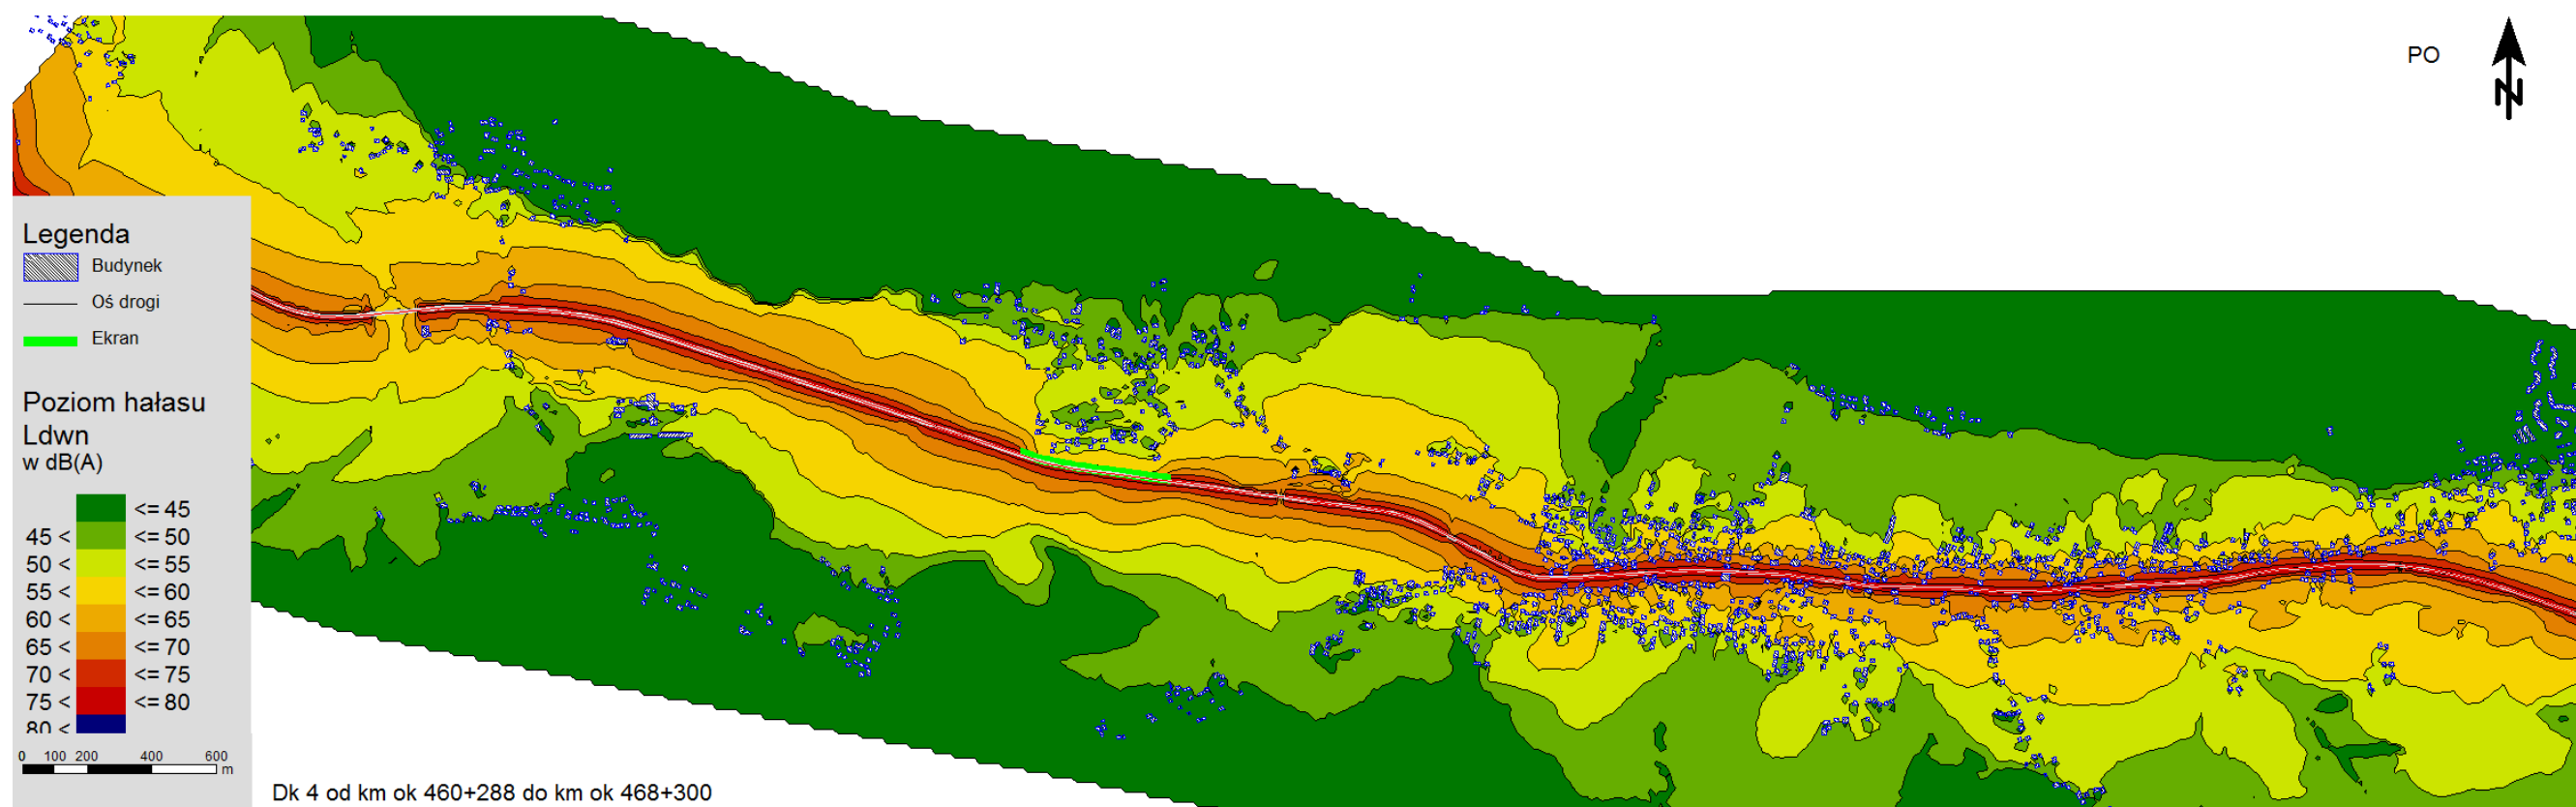 PO
N
Legenda
Budynek
Oś drogi
Ekran
Poziom hałasu
Ldwn
w dB(A)
<= 45
45 < <= 50
50 < <= 55
55 < <= 60
60 < <= 65
65 < <= 70
70 < <= 75
75 < <= 80
80 <
0 100 200 400 600
m
Dk 4 od km ok 460+288 do km ok 468+300